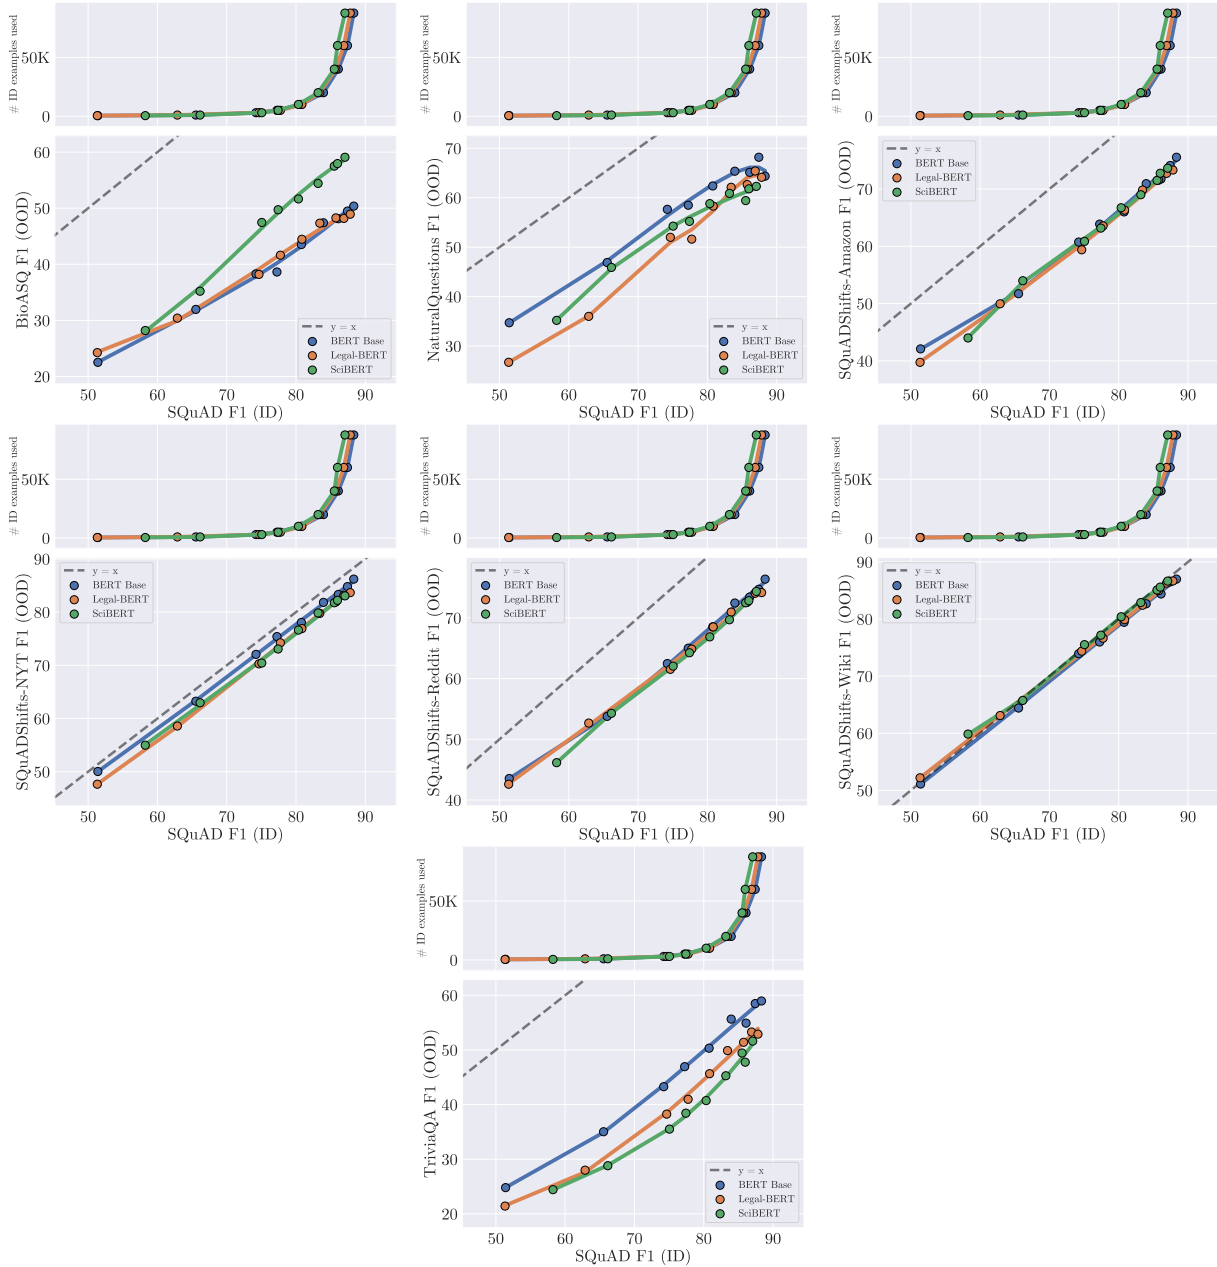 # ID examples used
50K
0
BioASQ F1 (OOD)
60
50
40
30
20
y = x
BERT Base
Legal-BERT
SciBERT
50 60 70 80 90
SQuAD F1 (ID)
# ID examples used
50K
0
NaturalQuestions F1 (OOD)
70
60
50
40
30
y = x
BERT Base
Legal-BERT
SciBERT
50 60 70 80 90
SQuAD F1 (ID)
# ID examples used
50K
0
SQuADShifts-Amazon F1 (OOD)
70
60
50
40
y = x
BERT Base
Legal-BERT
SciBERT
50 60 70 80 90
SQuAD F1 (ID)
# ID examples used
50K
0
SQuADShifts-NYT F1 (OOD)
90
80
70
60
50
y = x
BERT Base
Legal-BERT
SciBERT
50 60 70 80 90
SQuAD F1 (ID)
# ID examples used
50K
0
SQuADShifts-Reddit F1 (OOD)
70
60
50
40
y = x
BERT Base
Legal-BERT
SciBERT
50 60 70 80 90
SQuAD F1 (ID)
# ID examples used
50K
0
SQuADShifts-Wiki F1 (OOD)
90
80
70
60
50
y = x
BERT Base
Legal-BERT
SciBERT
50 60 70 80 90
SQuAD F1 (ID)
# ID examples used
50K
0
TriviaQA F1 (OOD)
60
50
40
30
20
y = x
BERT Base
Legal-BERT
SciBERT
50 60 70 80 90
SQuAD F1 (ID)